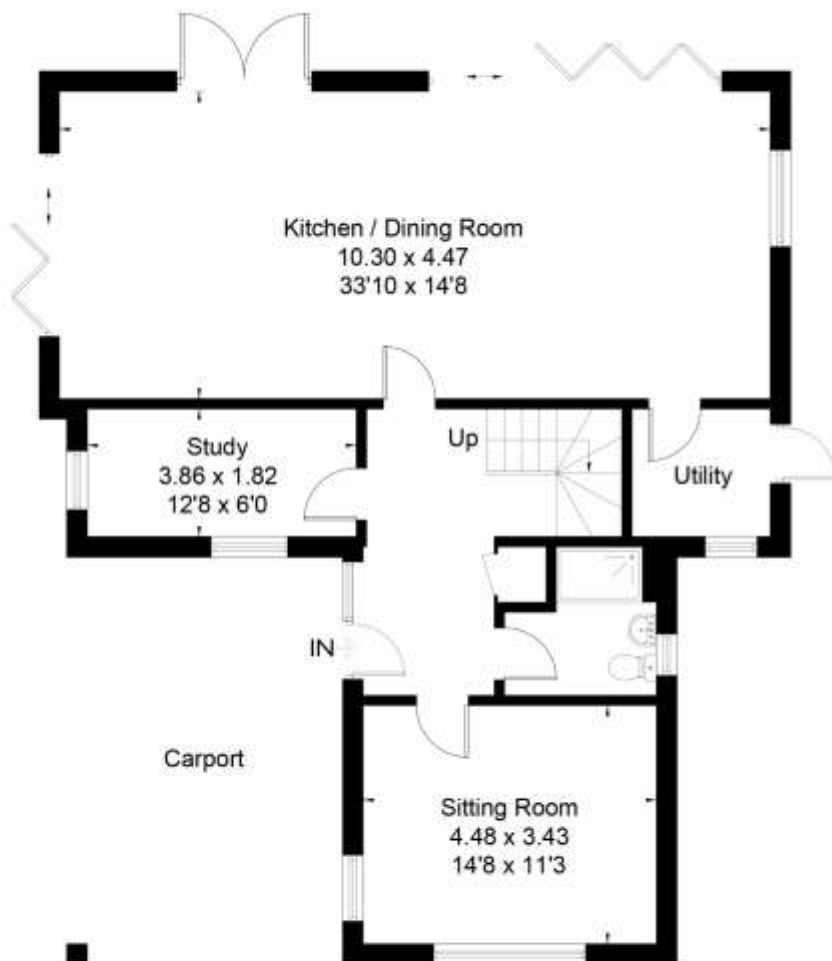 Kitchen / Dining Room
10.30 x 4.47
33'10 x 14'8
Study
3.86 x 1.82
12'8 x 6'0
Up
Utility
IN
Carport
Sitting Room
4.48 x 3.43
14'8 x 11'3